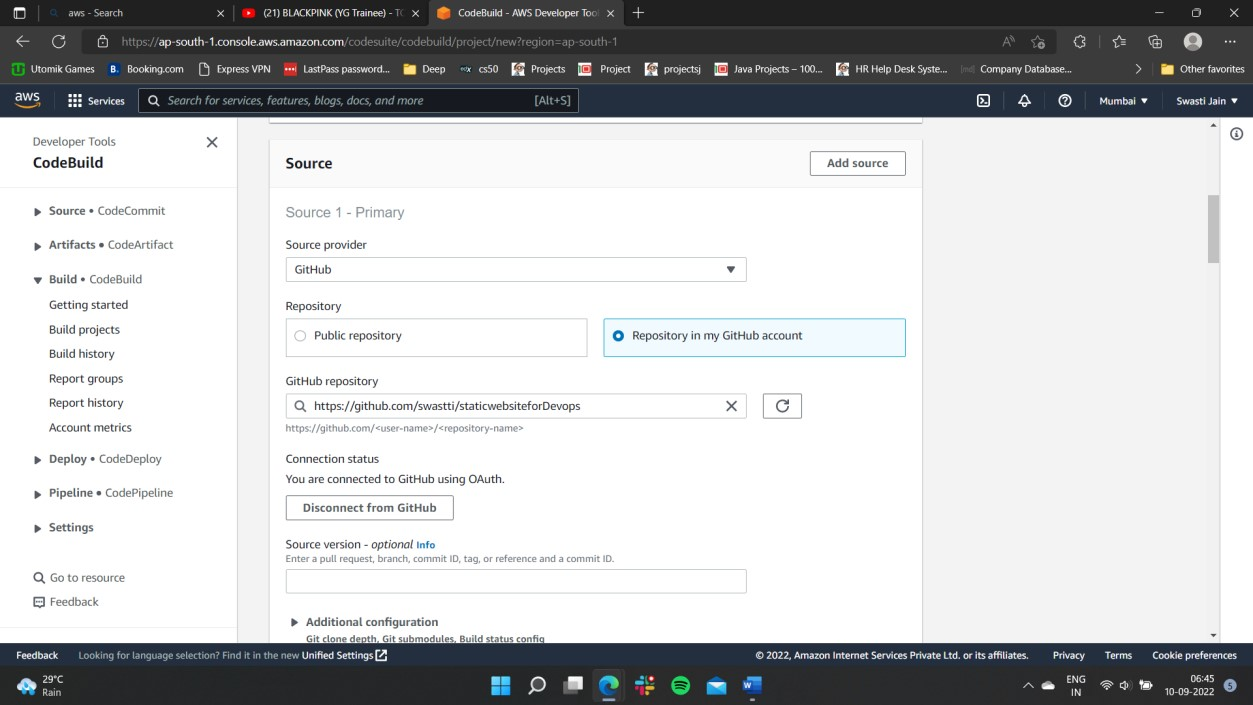 aws - Search
(21) BLACKPINK (YG Trainee) - TC
CodeBuild - AWS Developer Tool
https://ap-south-1.console.aws.amazon.com/codesuite/codebuild/project/new?region=ap-south-1
Utomik Games
Booking.com
Express VPN
LastPass password...
Deep
cs50
Projects
Project
projectsj
Java Projects – 100...
HR Help Desk Syste...
Company Database...
Other favorites
aws
Services
Search for services, features, blogs, docs, and more
[Alt+S]
Mumbai
Swasti Jain
Developer Tools
CodeBuild
Source • CodeCommit
Artifacts • CodeArtifact
Build • CodeBuild
Getting started
Build projects
Build history
Report groups
Report history
Account metrics
Deploy • CodeDeploy
Pipeline • CodePipeline
Settings
Go to resource
Feedback
Source
Add source
Source 1 - Primary
Source provider
GitHub
Repository
Public repository
Repository in my GitHub account
GitHub repository
https://github.com/swastti/staticwebsiteforDevops
https://github.com/<user-name>/<repository-name>
Connection status
You are connected to GitHub using OAuth.
Disconnect from GitHub
Source version - optional Info
Enter a pull request, branch, commit ID, tag, or reference and a commit ID.
Additional configuration
Git clone depth, Git submodules, Build status config
Feedback
Looking for language selection? Find it in the new Unified Settings
© 2022, Amazon Internet Services Private Ltd. or its affiliates.
Privacy
Terms
Cookie preferences
29°C
Rain
ENG
IN
06:45
10-09-2022
5